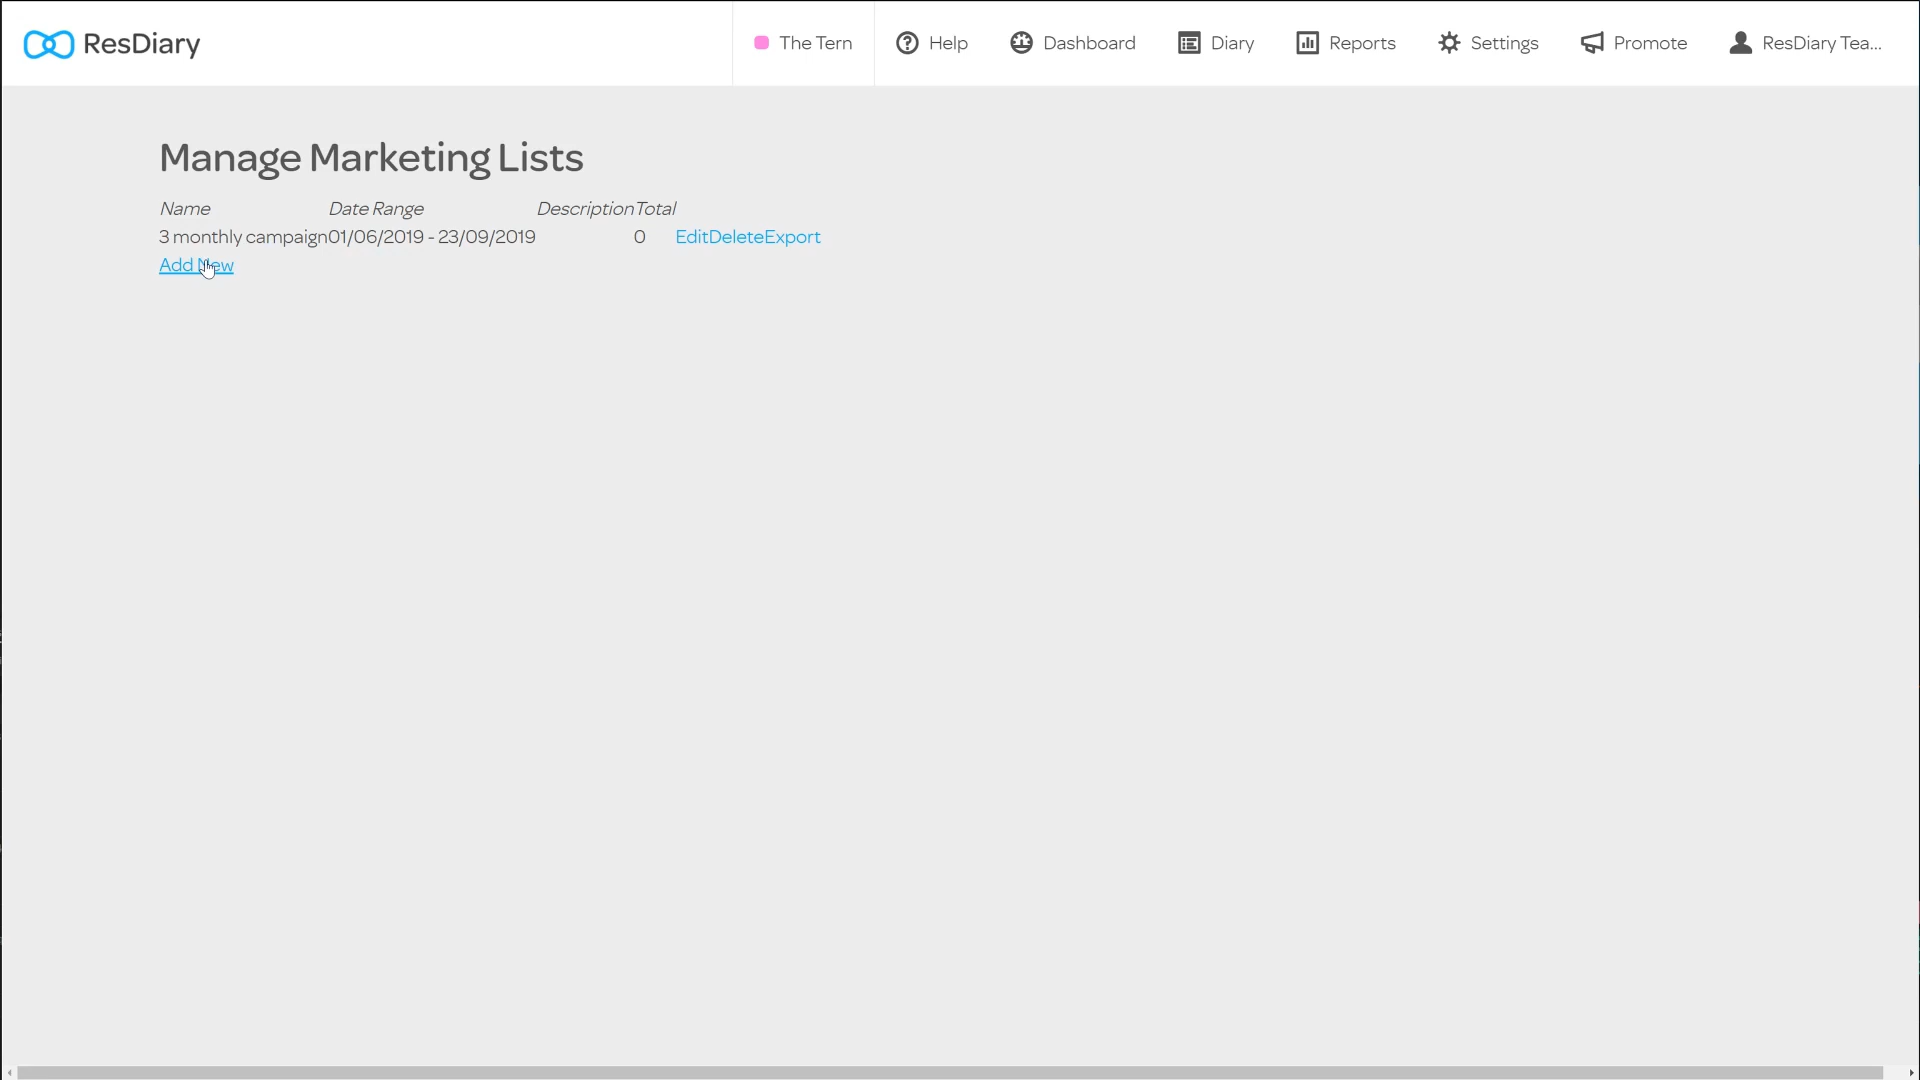 ResDiary
The Tern
Help
Dashboard
Diary
Reports
Settings
Promote
ResDiary Tea...
Manage Marketing Lists
Name Date Range Description Total
3 monthly campaign 01/06/2019 - 23/09/2019 0 Edit Delete Export
Add New